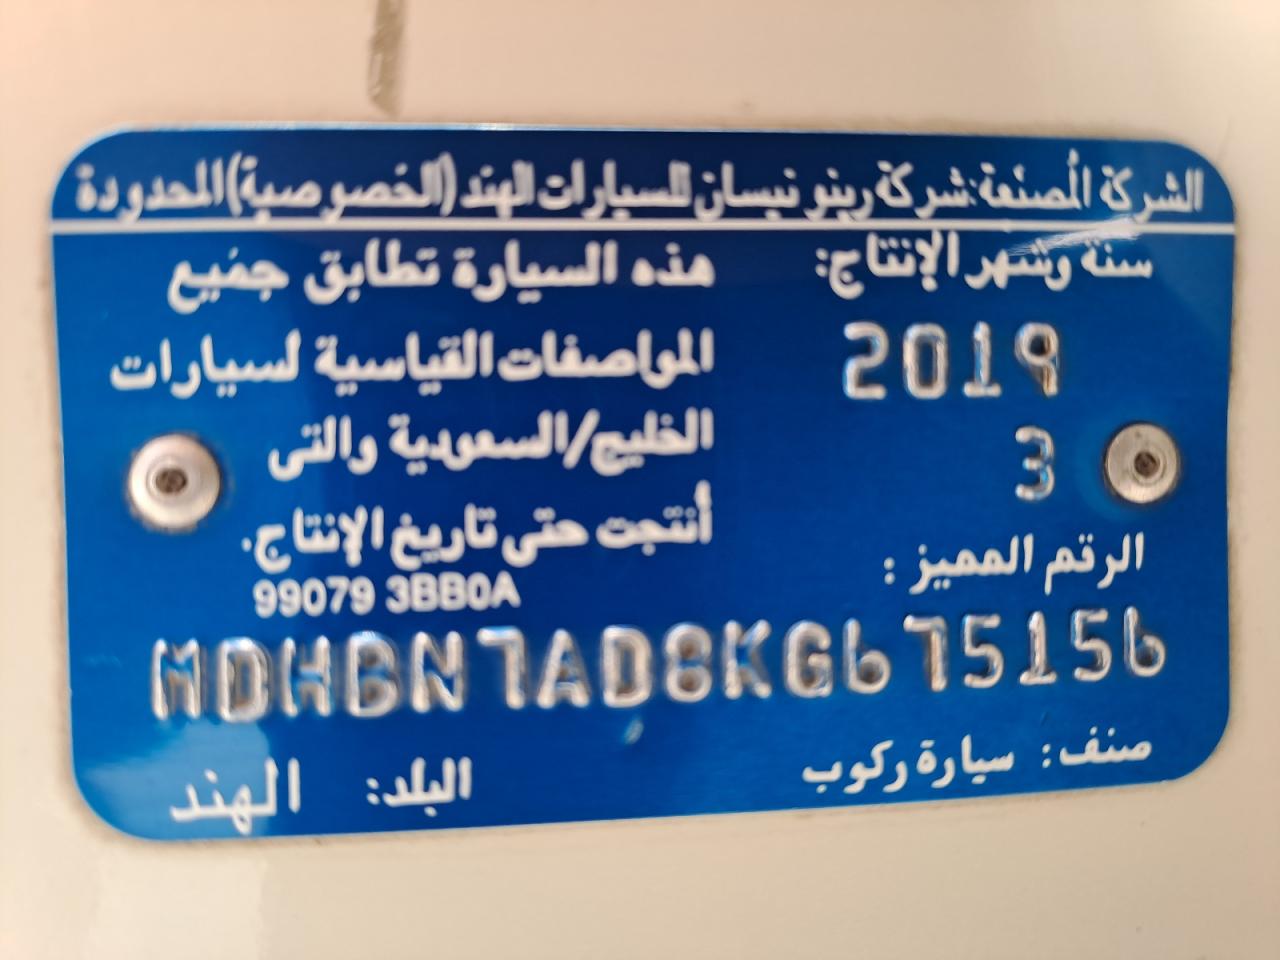 الشركة المصنعة: شركة رينو نيسان للسيارات الهند (الخصوصية) المحدودة
سنة وشهر الإنتاج:
2019
3
هذه السيارة تطابق جميع
المواصفات القياسية لسيارات
الخليج/السعودية والتى
أنتجت حتى تاريخ الإنتاج.
99079 3BB0A
الرقم المميز :
MDHBN7AD8KG675156
صنف: سيارة ركوب
البلد: الهند